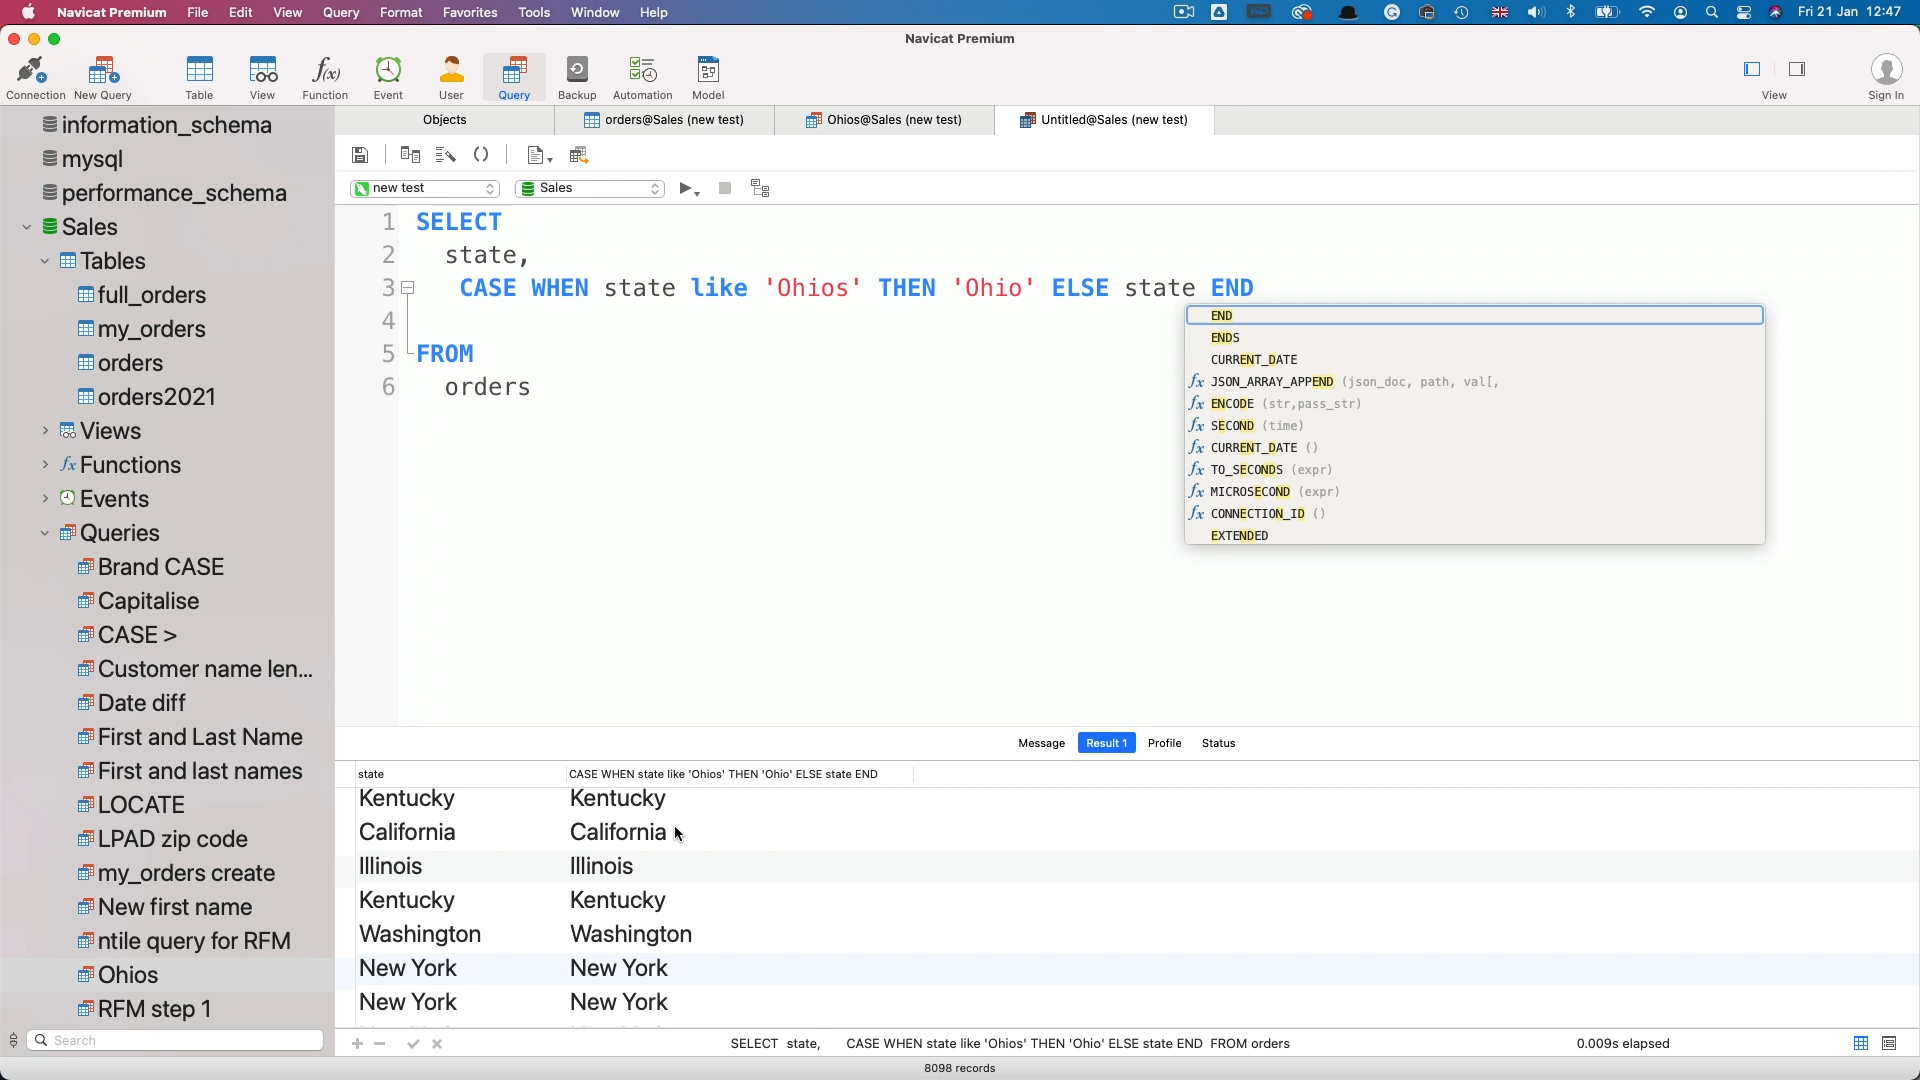 Navicat Premium File Edit View Query Format Favorites Tools Window Help Fri 21 Jan 12:47
Navicat Premium
Connection New Query Table View Function Event User Query Backup Automation Model View Sign In
Objects orders@Sales (new test) Ohios@Sales (new test) Untitled@Sales (new test)
new test Sales
information_schema
mysql
performance_schema
Sales
Tables
full_orders
my_orders
orders
orders2021
Views
Functions
Events
Queries
Brand CASE
Capitalise
CASE >
Customer name len...
Date diff
First and Last Name
First and last names
LOCATE
LPAD zip code
my_orders create
New first name
ntile query for RFM
Ohios
RFM step 1
Search
1 SELECT
2 state,
3 CASE WHEN state like 'Ohios' THEN 'Ohio' ELSE state END
4
5 FROM
6 orders
END
ENDS
CURRENT_DATE
fx JSON_ARRAY_APPEND (json_doc, path, val[,
fx ENCODE (str,pass_str)
fx SECOND (time)
fx CURRENT_DATE ()
fx TO_SECONDS (expr)
fx MICROSECOND (expr)
fx CONNECTION_ID ()
EXTENDED
Message Result 1 Profile Status
state CASE WHEN state like 'Ohios' THEN 'Ohio' ELSE state END
Kentucky Kentucky
California California
Illinois Illinois
Kentucky Kentucky
Washington Washington
New York New York
New York New York
SELECT state, CASE WHEN state like 'Ohios' THEN 'Ohio' ELSE state END FROM orders 0.009s elapsed
8098 records